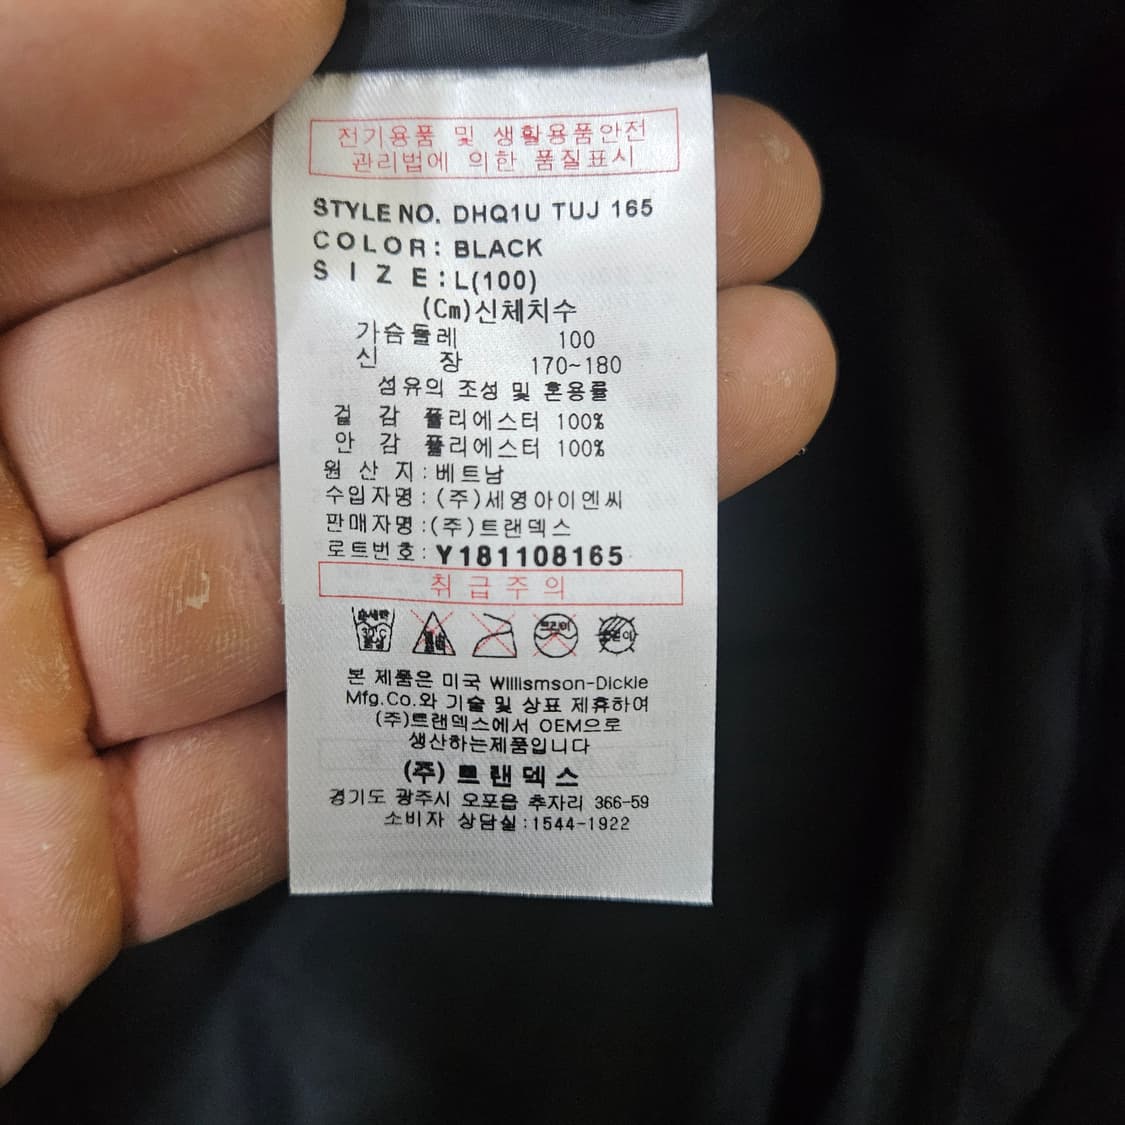 전기용품 및 생활용품안전
관리법에 의한 품질표시
STYLE NO. DHQ1U TUJ 165
COLOR: BLACK
S I Z E:L(100)
(Cm)신체치수
가슴둘레 100
신 장 170~180
섬유의 조성 및 혼용률
겉 감 폴리에스터 100%
안 감 폴리에스터 100%
원 산 지:베트남
수입자명:(주)세영아이엔씨
판매자명:(주)트랜덱스
로트번호:Y181108165
취급주의
손세탁
30℃
중성
드라이
본 제품은 미국 Willismson-Dickie
Mfg.Co.와 기술 및 상표 제휴하여
(주)트랜덱스에서 OEM으로
생산하는제품입니다
(주)트랜덱스
경기도 광주시 오포읍 추자리 366-59
소비자 상담실:1544-1922